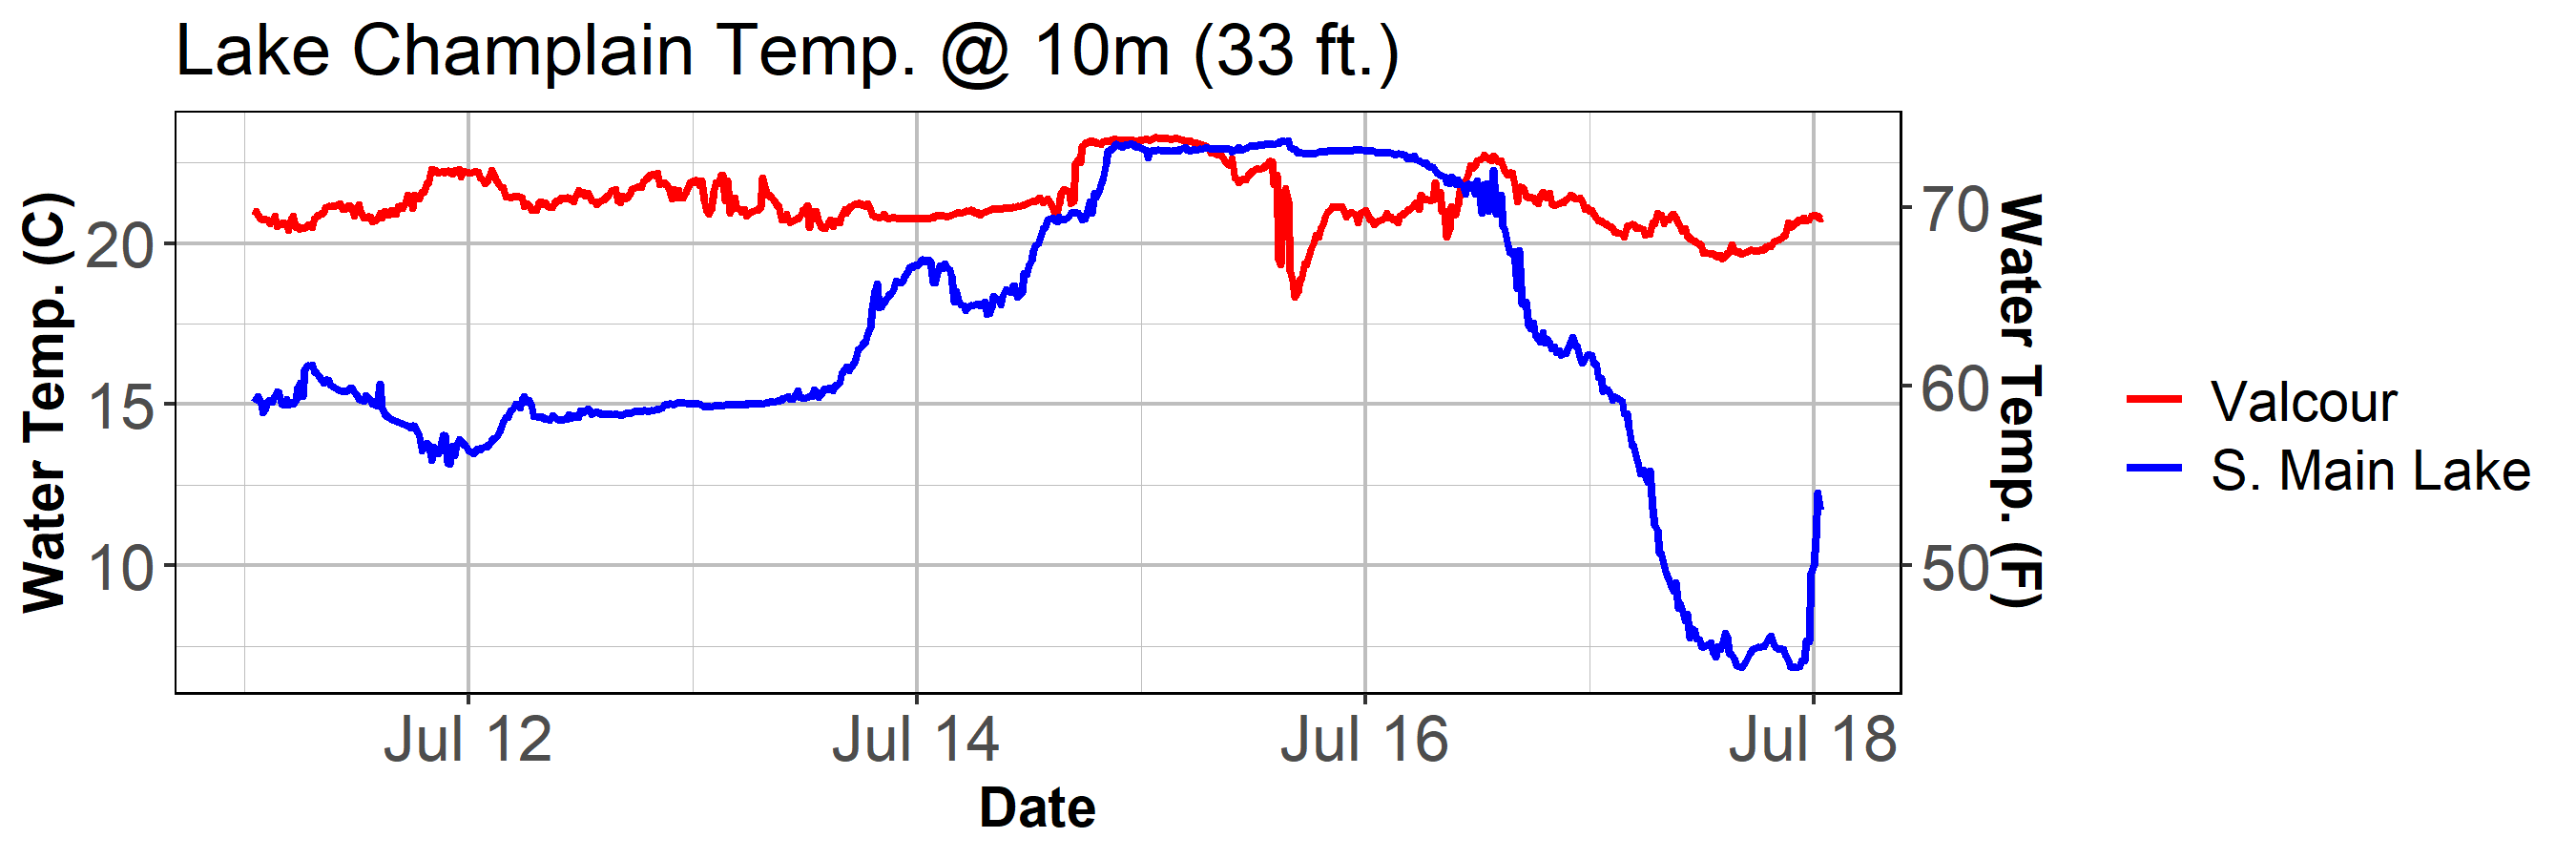 Lake Champlain Temp. @ 10m (33 ft.)
Water Temp. (C)
20
15
10
70
60
50
Water Temp. (F)
Jul 12
Jul 14
Jul 16
Jul 18
Date
Valcour
S. Main Lake